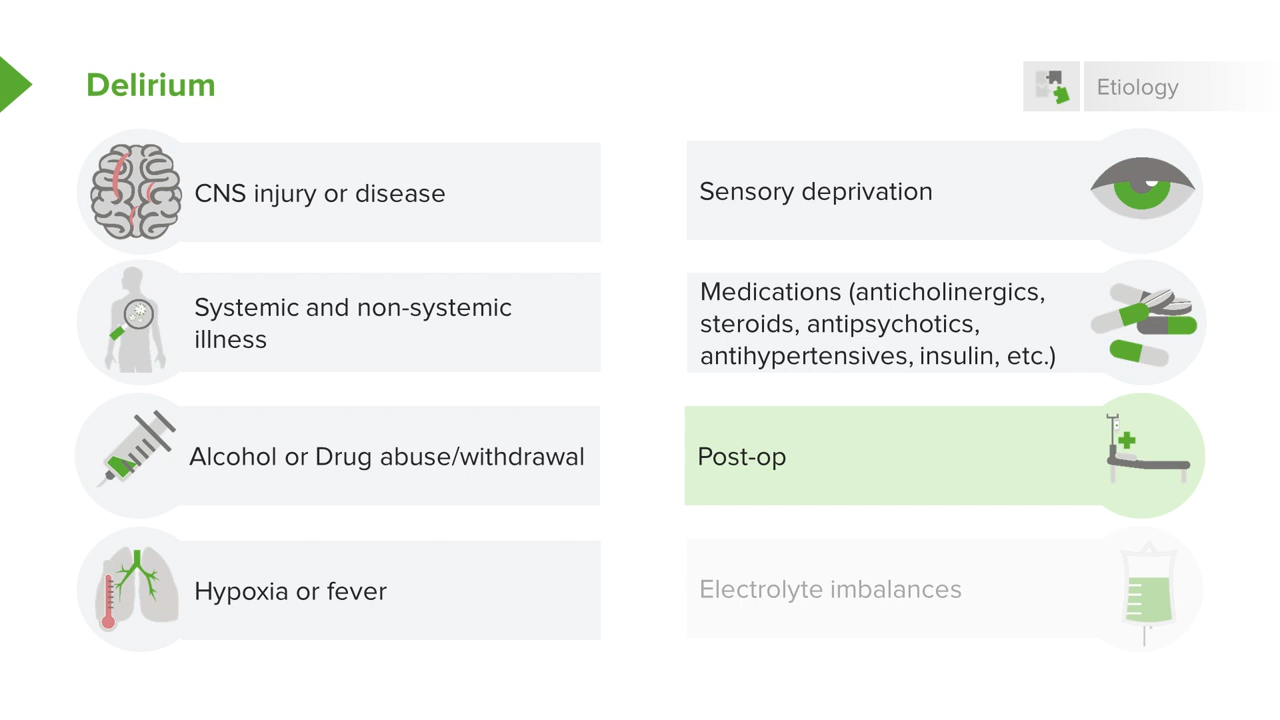 Delirium
Etiology
CNS injury or disease
Systemic and non-systemic
illness
Alcohol or Drug abuse/withdrawal
Hypoxia or fever
Sensory deprivation
Medications (anticholinergics,
steroids, antipsychotics,
antihypertensives, insulin, etc.)
Post-op
Electrolyte imbalances